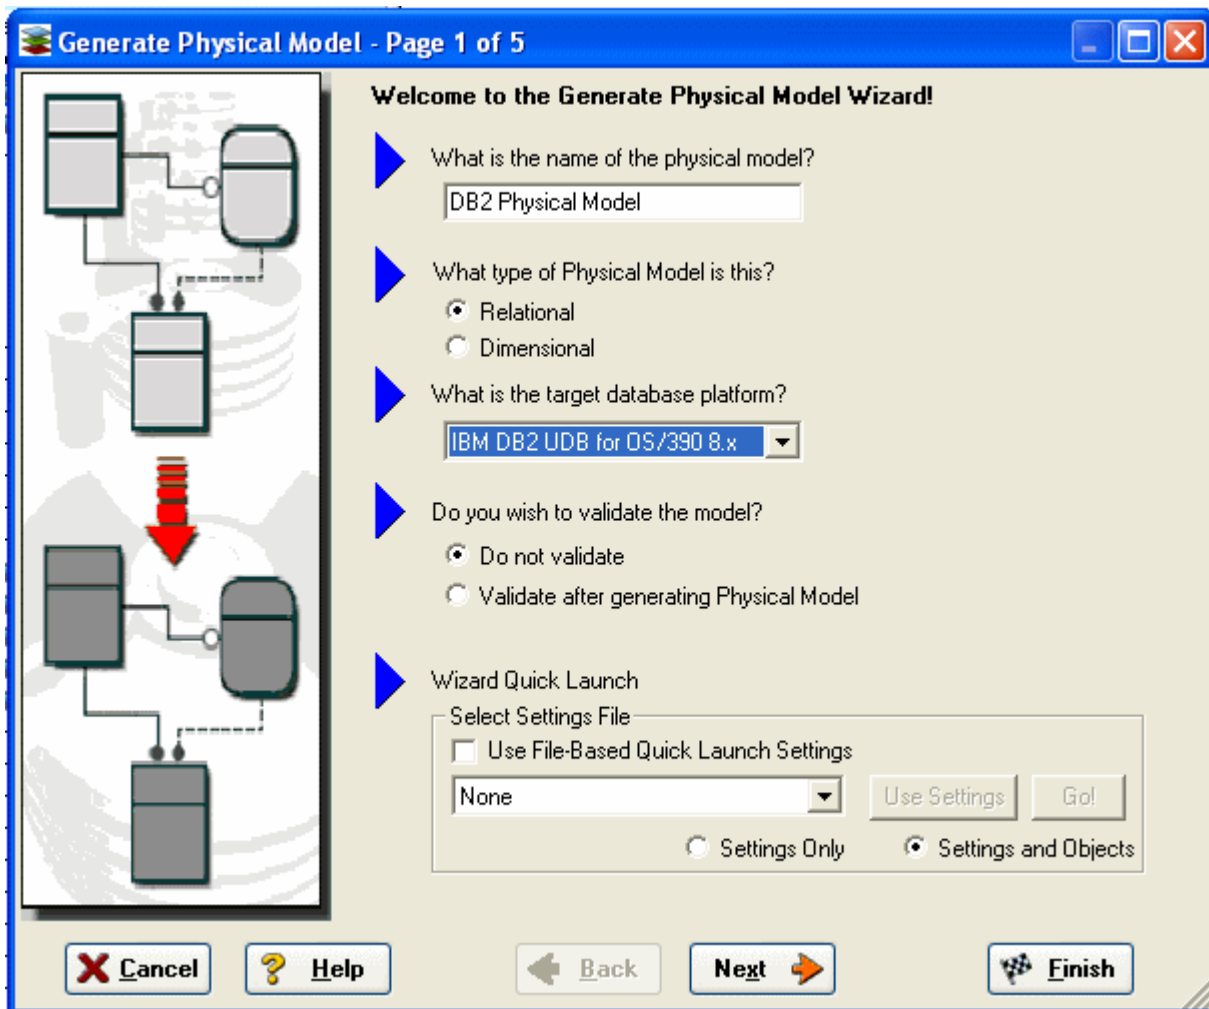 Generate Physical Model - Page 1 of 5
Welcome to the Generate Physical Model Wizard!
What is the name of the physical model?
DB2 Physical Model
What type of Physical Model is this?
Relational
Dimensional
What is the target database platform?
IBM DB2 UDB for OS/390 8.x
Do you wish to validate the model?
Do not validate
Validate after generating Physical Model
Wizard Quick Launch
Select Settings File
Use File-Based Quick Launch Settings
None
Use Settings
Go!
Settings Only
Settings and Objects
Cancel
Help
Back
Next
Finish